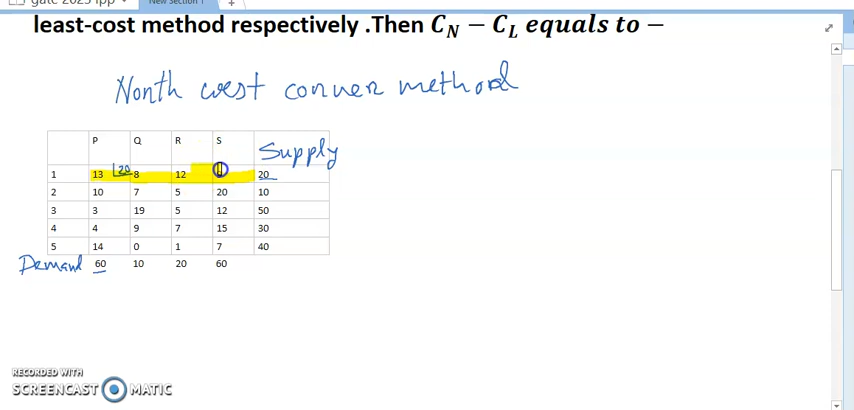 gate 2023 lpp
New Section 1
least-cost method respectively .Then C_N − C_L equals to −
North west corner method
P Q R S Supply
1 13 20 8 12 20
2 10 7 5 20 10
3 3 19 5 12 50
4 4 9 7 15 30
5 14 0 1 7 40
Demand 60 10 20 60
RECORDED WITH
SCREENCAST MATIC